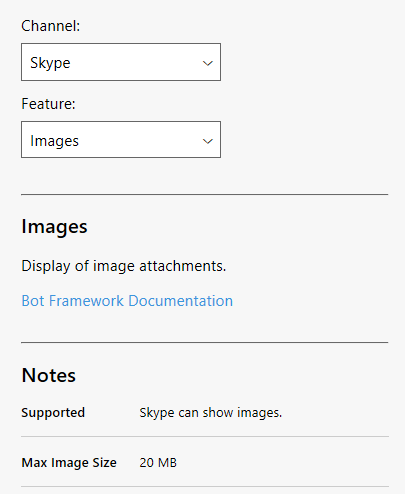 Channel:
Skype
Feature:
Images
Images
Display of image attachments.
Bot Framework Documentation
Notes
Supported Skype can show images.
Max Image Size 20 MB